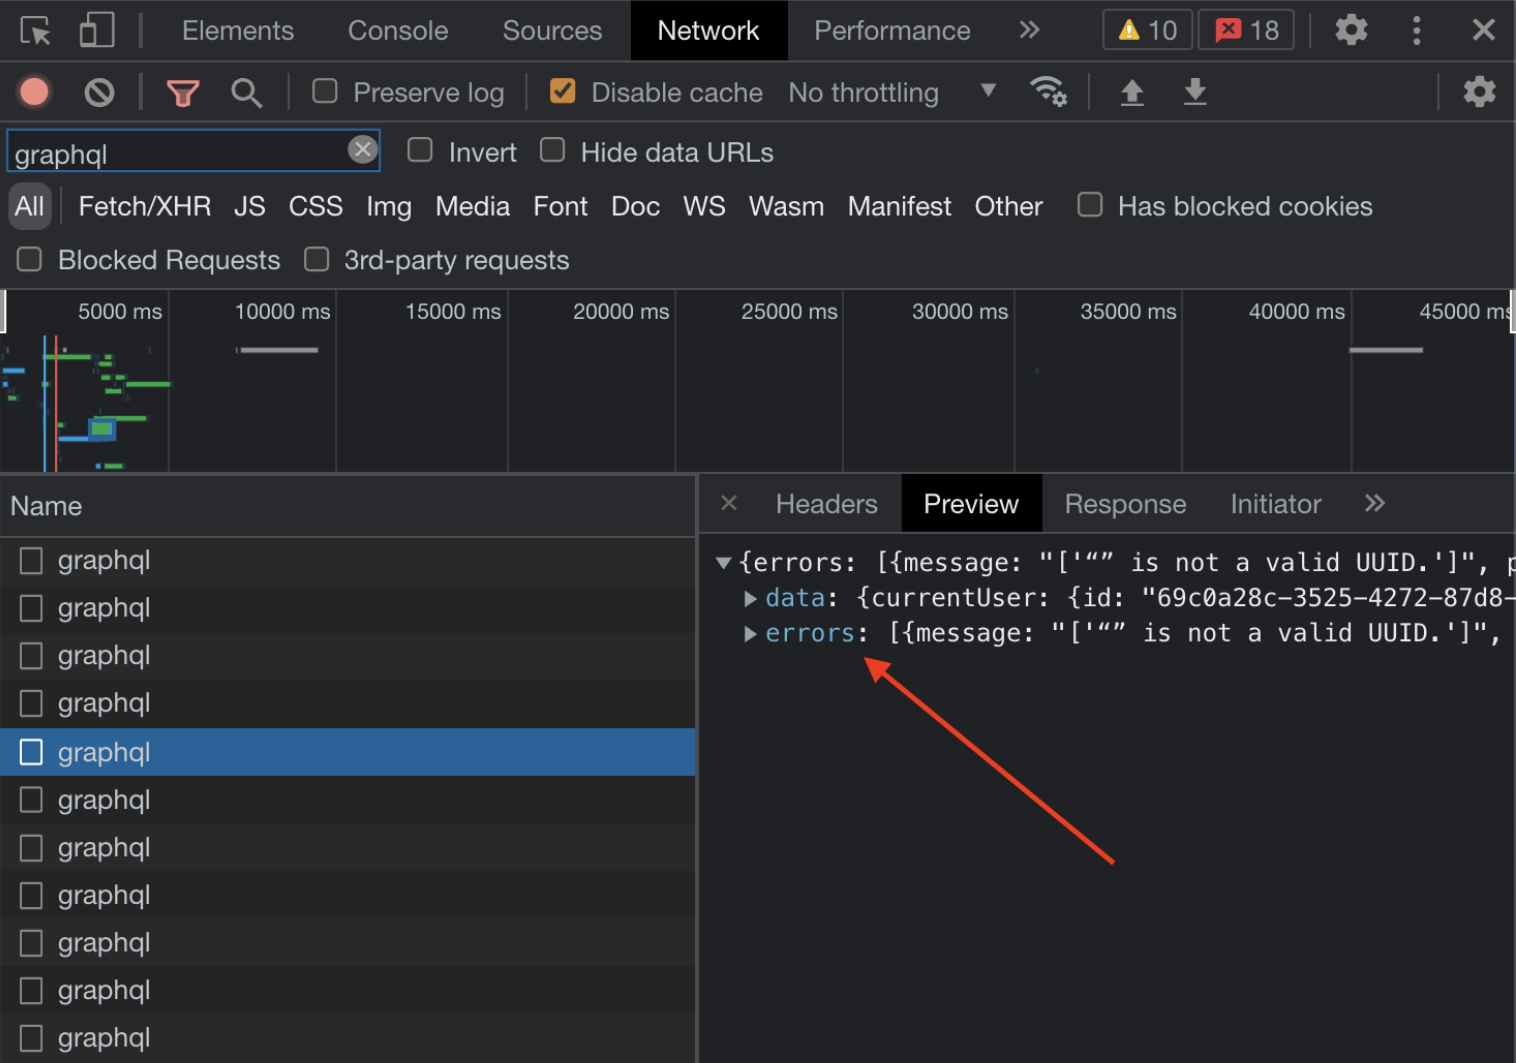 Elements Console Sources Network Performance » 10 18
Preserve log Disable cache No throttling
graphql Invert Hide data URLs
All Fetch/XHR JS CSS Img Media Font Doc WS Wasm Manifest Other Has blocked cookies
Blocked Requests 3rd-party requests
5000 ms 10000 ms 15000 ms 20000 ms 25000 ms 30000 ms 35000 ms 40000 ms 45000 ms
Name
graphql
graphql
graphql
graphql
graphql
graphql
graphql
graphql
graphql
graphql
graphql
× Headers Preview Response Initiator »
{errors: [{message: "['“” is not a valid UUID.']", p
data: {currentUser: {id: "69c0a28c-3525-4272-87d8-
errors: [{message: "['“” is not a valid UUID.']",